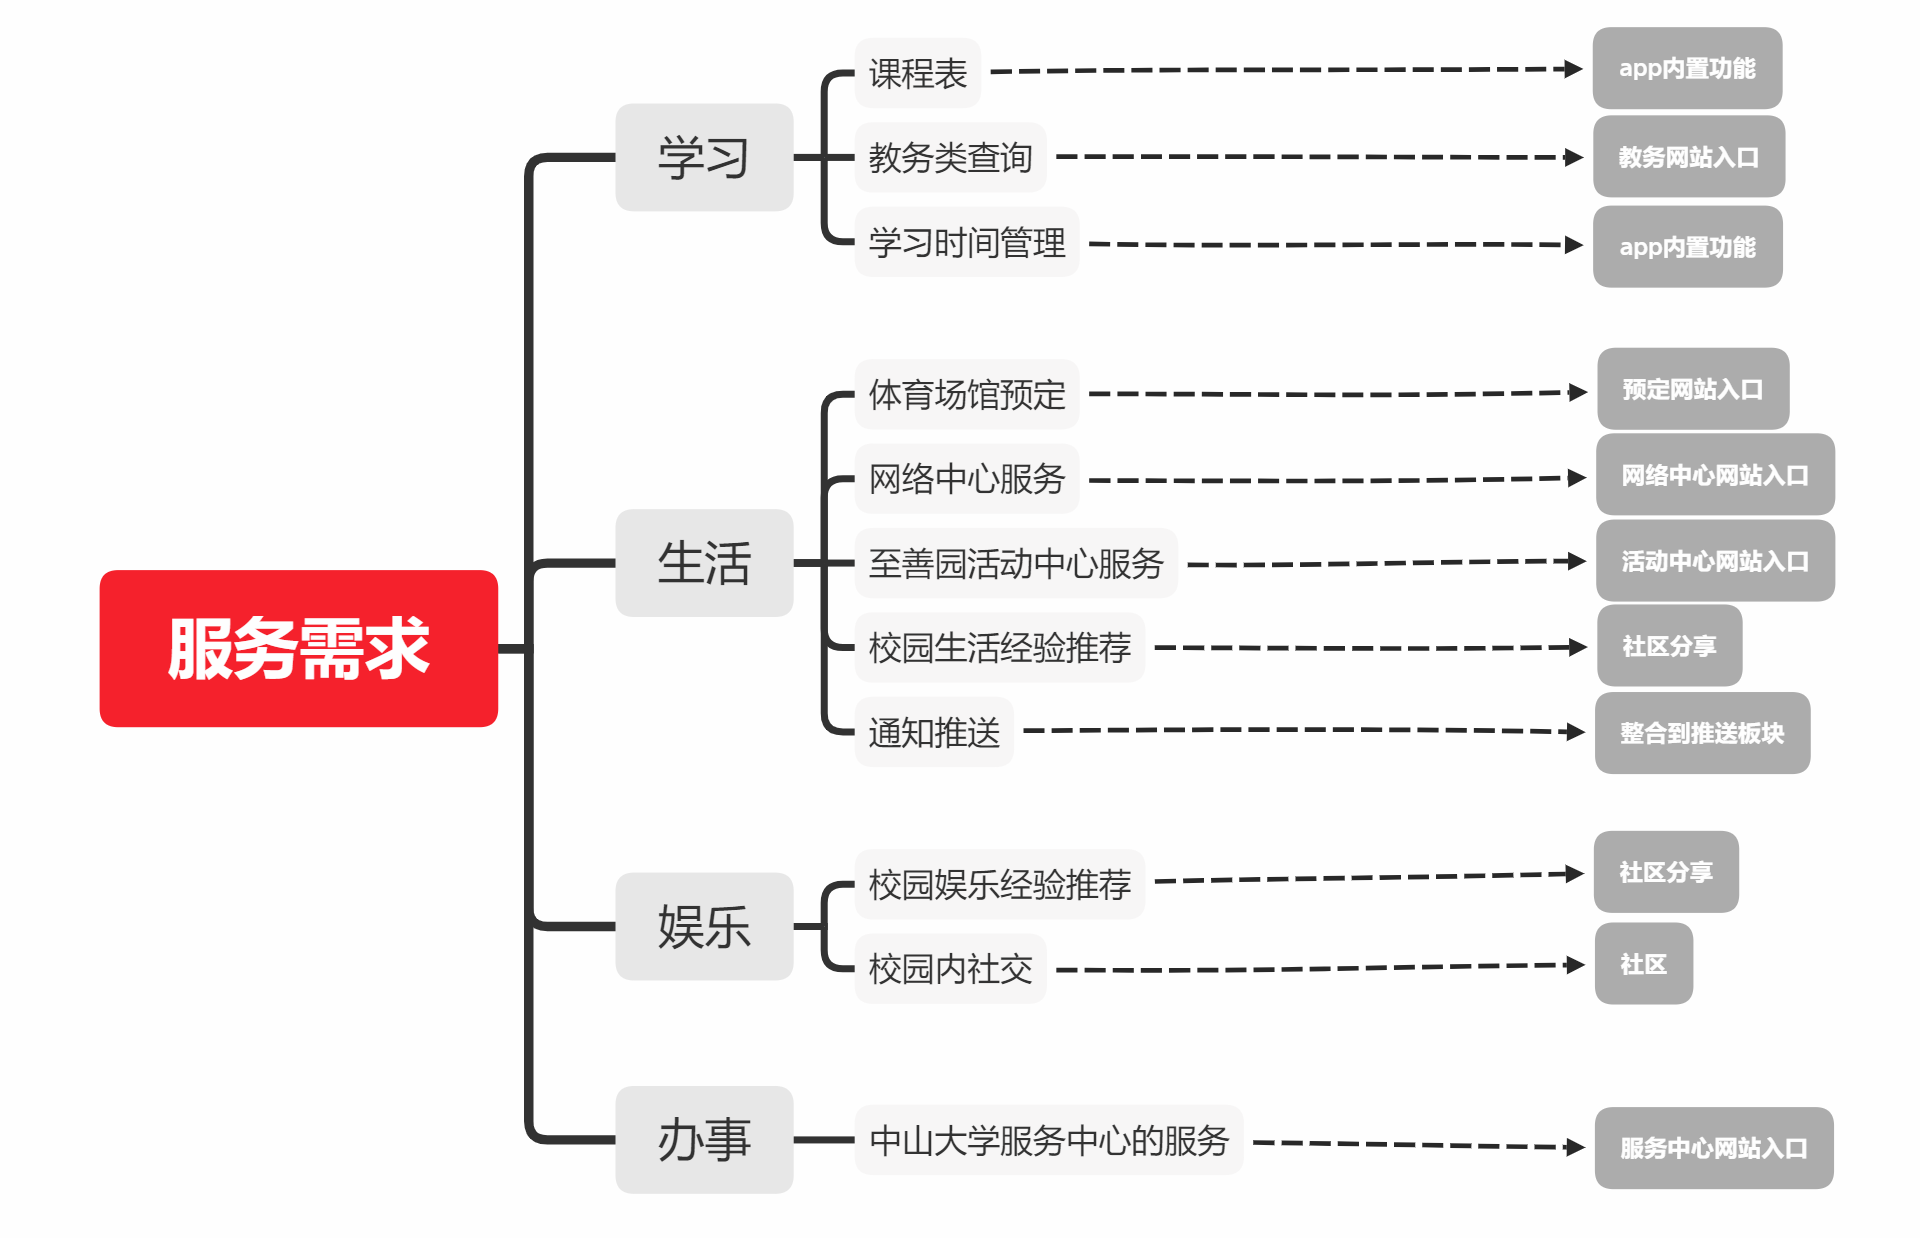 服务需求
学习
课程表
app内置功能
教务类查询
教务网站入口
学习时间管理
app内置功能
生活
体育场馆预定
预定网站入口
网络中心服务
网络中心网站入口
至善园活动中心服务
活动中心网站入口
校园生活经验推荐
社区分享
通知推送
整合到推送板块
娱乐
校园娱乐经验推荐
社区分享
校园内社交
社区
办事
中山大学服务中心的服务
服务中心网站入口